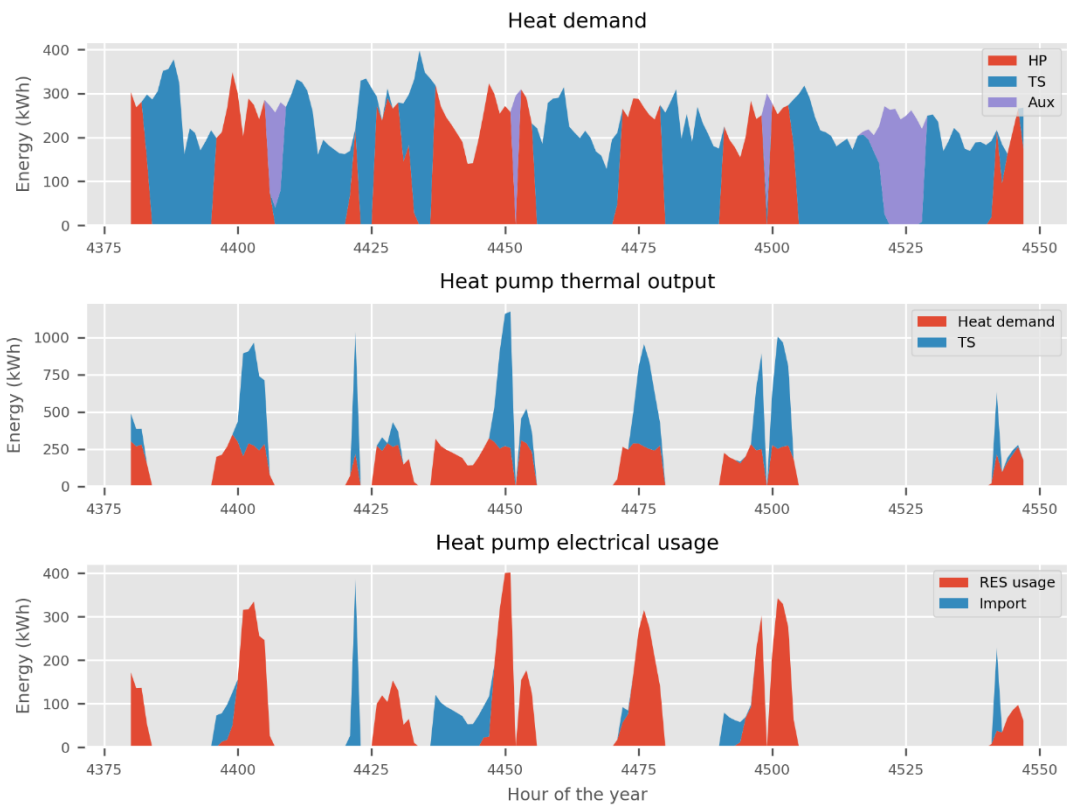 Heat demand
Energy (kWh)
400
300
200
100
0
HP
TS
Aux
4375 4400 4425 4450 4475 4500 4525 4550
Heat pump thermal output
Energy (kWh)
1000
750
500
250
0
Heat demand
TS
4375 4400 4425 4450 4475 4500 4525 4550
Heat pump electrical usage
Energy (kWh)
400
300
200
100
0
RES usage
Import
4375 4400 4425 4450 4475 4500 4525 4550
Hour of the year